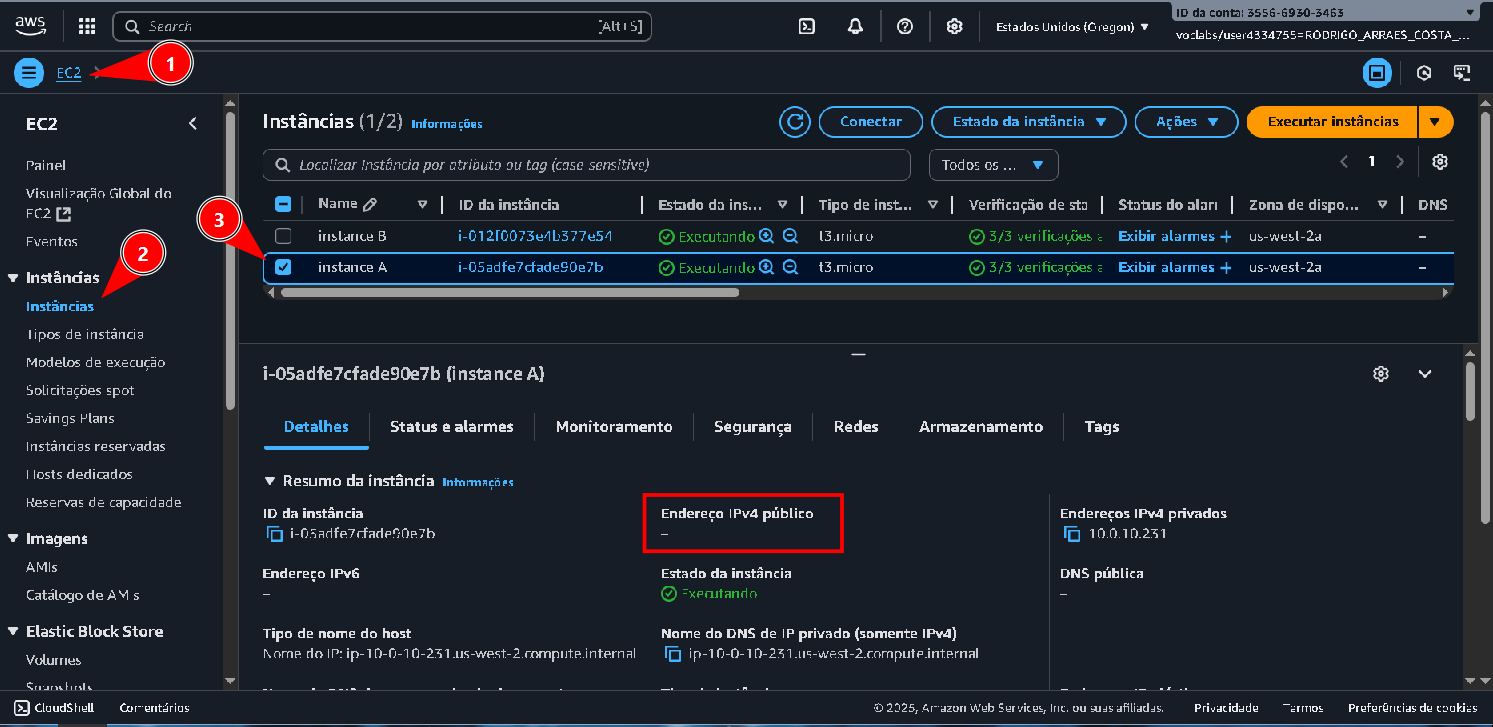 aws
Search
[Alt+S]
Estados Unidos (Oregon)
ID da conta: 3556-6930-3463
voclabs/user4334755=RODRIGO_ARRAES_COSTA_...
EC2
1
EC2
Painel
Visualização Global do
EC2
Eventos
Instâncias
2
Instâncias
Tipos de instância
Modelos de execução
Solicitações spot
Savings Plans
Instâncias reservadas
Hosts dedicados
Reservas de capacidade
Imagens
AMIs
Catálogo de AMIs
Elastic Block Store
Volumes
Snapshots
Instâncias (1/2) Informações
Conectar
Estado da instância
Ações
Executar instâncias
Localizar Instância por atributo ou tag (case-sensitive)
Todos os ...
1
3
Name ID da instância Estado da ins... Tipo de inst... Verificação de sta Status do aları Zona de dispo... DNS
instance B i-012f0073e4b377e54 Executando t3.micro 3/3 verificações a Exibir alarmes + us-west-2a –
instance A i-05adfe7cfade90e7b Executando t3.micro 3/3 verificações a Exibir alarmes + us-west-2a –
i-05adfe7cfade90e7b (instance A)
Detalhes Status e alarmes Monitoramento Segurança Redes Armazenamento Tags
Resumo da instância Informações
ID da instância
i-05adfe7cfade90e7b
Endereço IPv4 público
–
Endereços IPv4 privados
10.0.10.231
Endereço IPv6
–
Estado da instância
Executando
DNS pública
–
Tipo de nome do host
Nome do IP: ip-10-0-10-231.us-west-2.compute.internal
Nome do DNS de IP privado (somente IPv4)
ip-10-0-10-231.us-west-2.compute.internal
CloudShell
Comentários
© 2025, Amazon Web Services, Inc. ou suas afiliadas.
Privacidade
Termos
Preferências de cookies